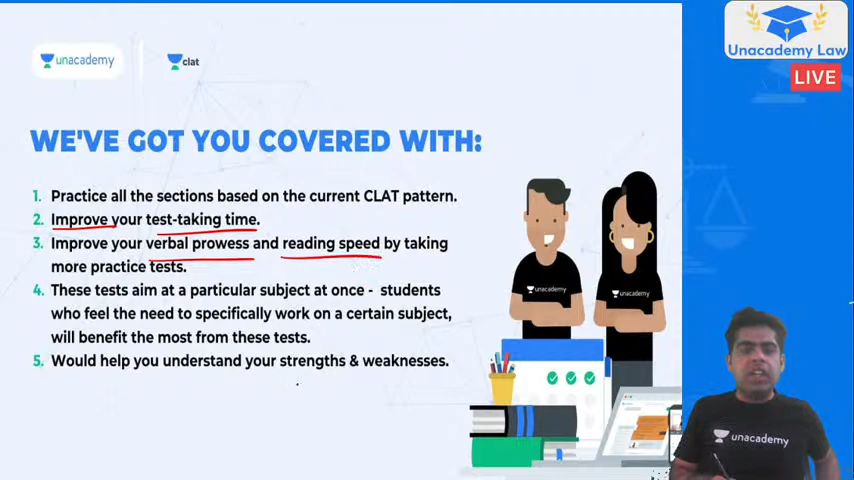 unacademy
clat
Unacademy Law
LIVE
WE'VE GOT YOU COVERED WITH:
1. Practice all the sections based on the current CLAT pattern.
2. Improve your test-taking time.
3. Improve your verbal prowess and reading speed by taking
more practice tests.
4. These tests aim at a particular subject at once - students
who feel the need to specifically work on a certain subject,
will benefit the most from these tests.
5. Would help you understand your strengths & weaknesses.
unacademy
unacademy
unacademy